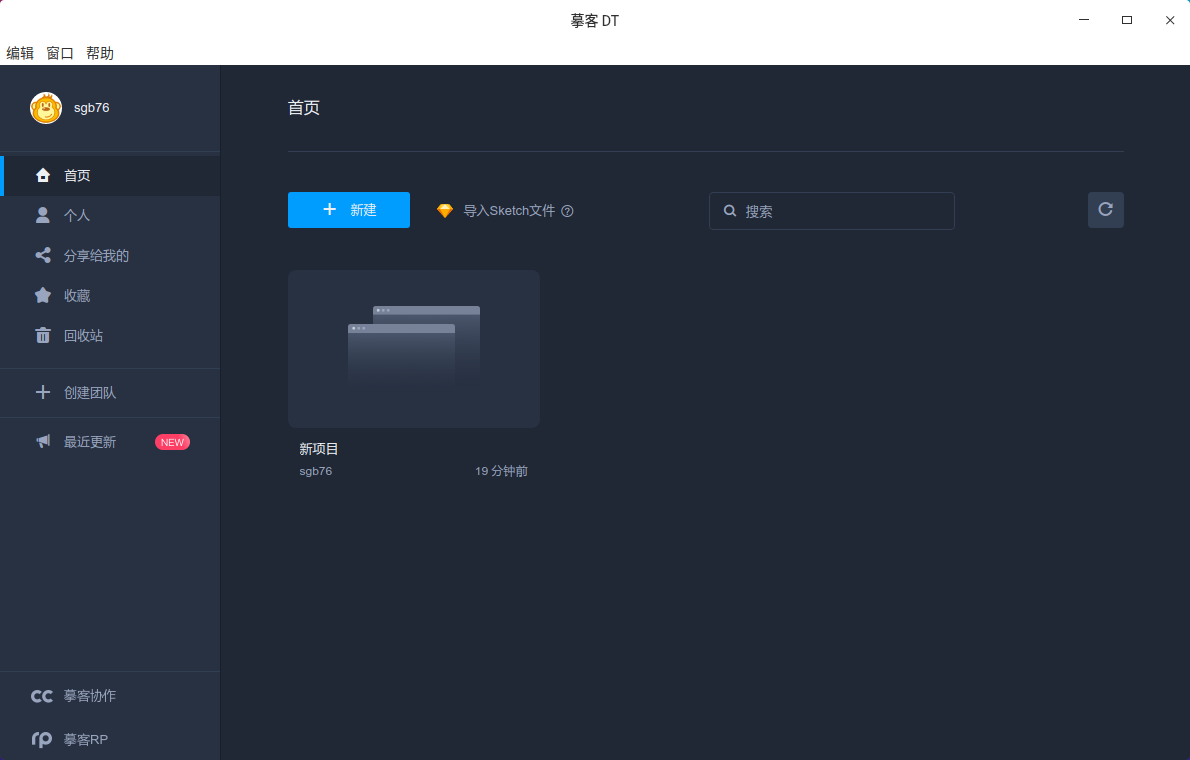 摹客 DT
编辑 窗口 帮助
sgb76
首页
个人
分享给我的
收藏
回收站
创建团队
最近更新 NEW
摹客协作
摹客RP
首页
新建 导入Sketch文件 搜索
新项目
sgb76 19 分钟前